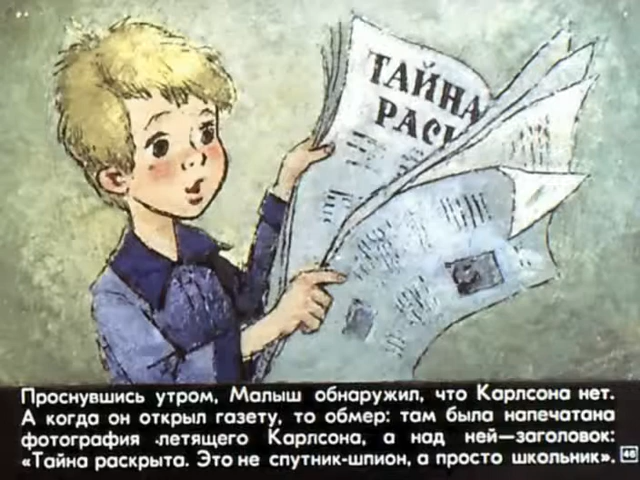 ТАЙНА
РАСК
Проснувшись утром, Малыш обнаружил, что Карлсона нет.
А когда он открыл газету, то обмер: там была напечатана
фотография летящего Карлсона, а над ней—заголовок:
«Тайна раскрыта. Это не спутник-шпион, а просто школьник».
46